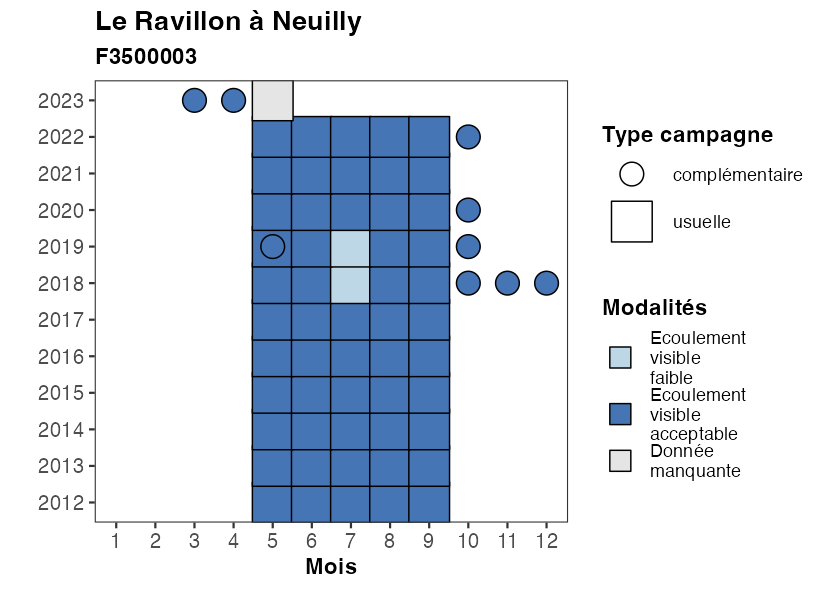 Le Ravillon à Neuilly
F3500003
2023
2022
2021
2020
2019
2018
2017
2016
2015
2014
2013
2012
1 2 3 4 5 6 7 8 9 10 11 12
Mois
Type campagne
complémentaire
usuelle
Modalités
Ecoulement
visible
faible
Ecoulement
visible
acceptable
Donnée
manquante